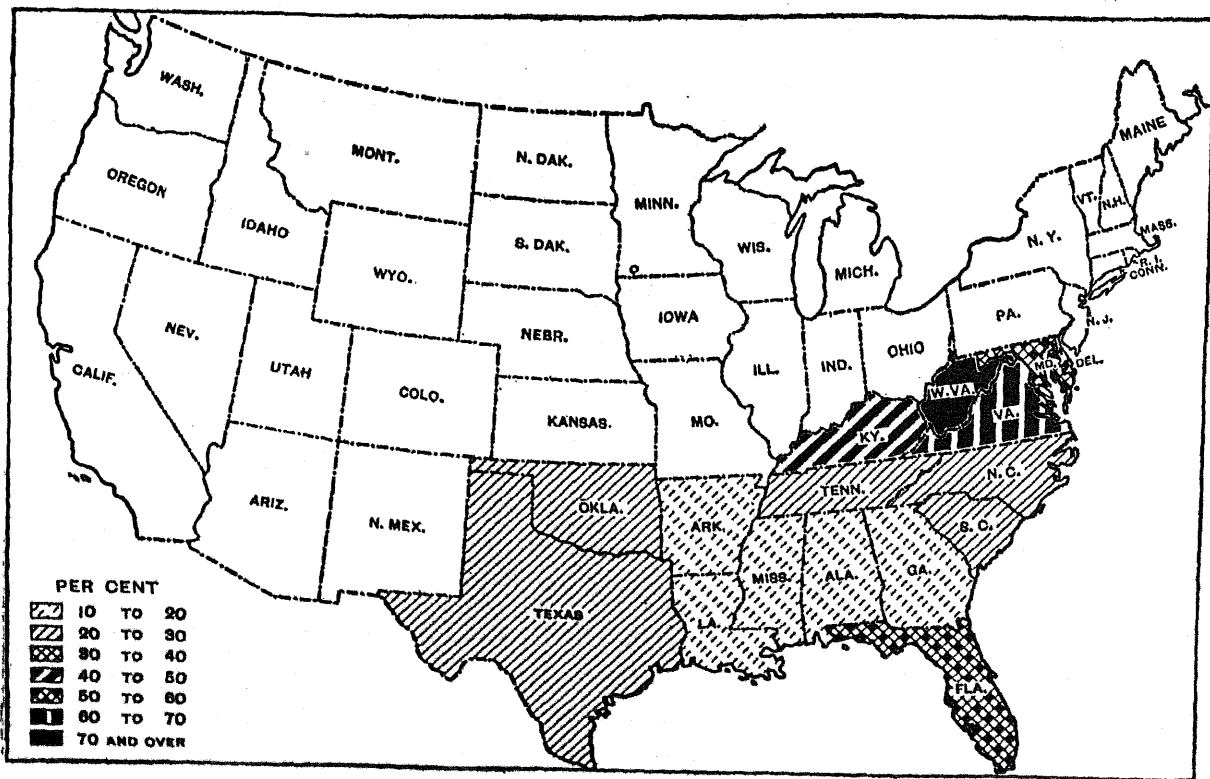 WASH.
OREGON
CALIF.
NEV.
IDAHO
MONT.
WYO.
UTAH
COLO.
ARIZ.
N. MEX.
N. DAK.
S. DAK.
NEBR.
KANSAS.
OKLA.
TEXAS
MINN.
IOWA
MO.
ARK.
LA.
WIS.
ILL.
MICH.
IND.
OHIO
KY.
TENN.
MISS.
ALA.
GA.
FLA.
S. C.
N. C.
VA.
W. VA.
MD.
DEL.
PA.
N. J.
N. Y.
CONN.
R. I.
MASS.
VT.
N.H.
MAINE
PER CENT
10 TO 20
20 TO 30
30 TO 40
40 TO 50
50 TO 60
60 TO 70
70 AND OVER